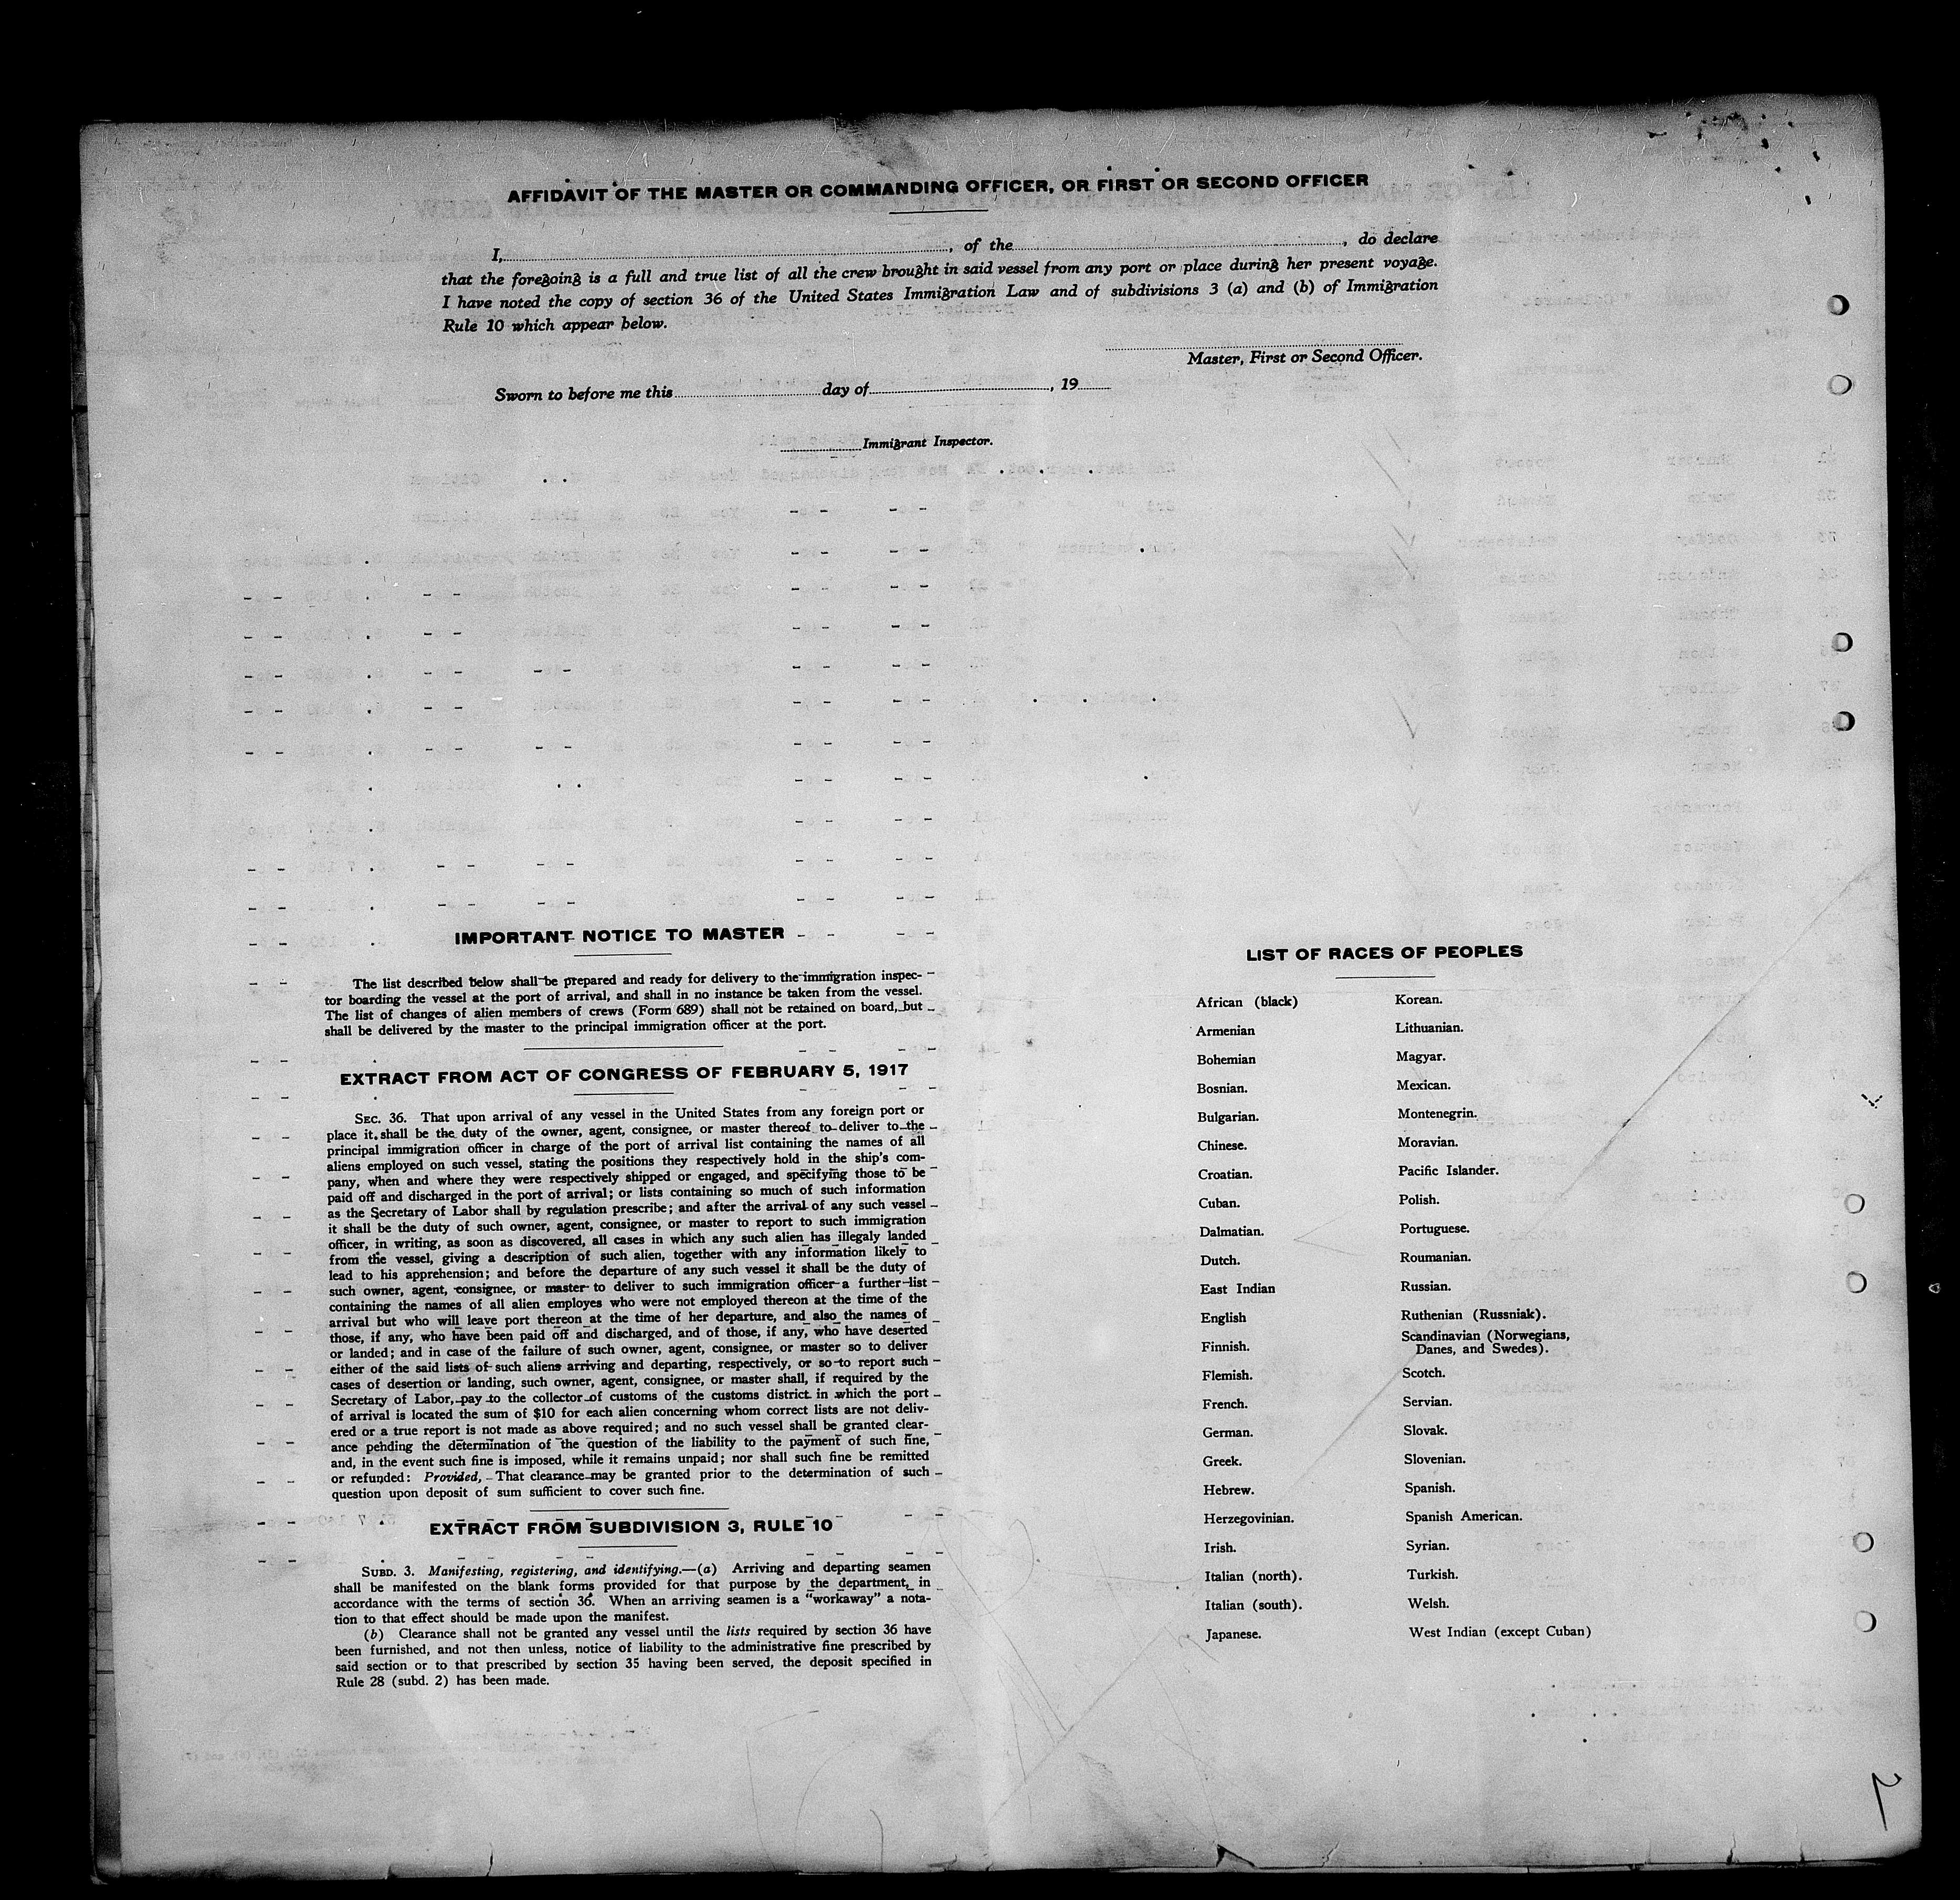 AFFIDAVIT OF THE MASTER OR COMMANDING OFFICER, OR FIRST OR SECOND OFFICER
I, , of the , do declare
that the foregoing is a full and true list of all the crew brought in said vessel from any port or place during her present voyage.
I have noted the copy of section 36 of the United States Immigration Law and of subdivisions 3 (a) and (b) of Immigration
Rule 10 which appear below.
Master, First or Second Officer.
Sworn to before me this day of , 19
Immigrant Inspector.
IMPORTANT NOTICE TO MASTER
The list described below shall be prepared and ready for delivery to the immigration inspec-
tor boarding the vessel at the port of arrival, and shall in no instance be taken from the vessel.
The list of changes of alien members of crews (Form 689) shall not be retained on board, but
shall be delivered by the master to the principal immigration officer at the port.
EXTRACT FROM ACT OF CONGRESS OF FEBRUARY 5, 1917
SEC. 36. That upon arrival of any vessel in the United States from any foreign port or
place it shall be the duty of the owner, agent, consignee, or master thereof to deliver to the
principal immigration officer in charge of the port of arrival list containing the names of all
aliens employed on such vessel, stating the positions they respectively hold in the ship's com-
pany, when and where they were respectively shipped or engaged, and specifying those to be
paid off and discharged in the port of arrival; or lists containing so much of such information
as the Secretary of Labor shall by regulation prescribe; and after the arrival of any such vessel
it shall be the duty of such owner, agent, consignee, or master to report to such immigration
officer, in writing, as soon as discovered, all cases in which any such alien has illegaly landed
from the vessel, giving a description of such alien, together with any information likely to
lead to his apprehension; and before the departure of any such vessel it shall be the duty of
such owner, agent, consignee, or master to deliver to such immigration officer a further list
containing the names of all alien employes who were not employed thereon at the time of the
arrival but who will leave port thereon at the time of her departure, and also the names of
those, if any, who have been paid off and discharged, and of those, if any, who have deserted
or landed; and in case of the failure of such owner, agent, consignee, or master so to deliver
either of the said lists of such aliens arriving and departing, respectively, or so to report such
cases of desertion or landing, such owner, agent, consignee, or master shall, if required by the
Secretary of Labor, pay to the collector of customs of the customs district in which the port
of arrival is located the sum of $10 for each alien concerning whom correct lists are not deliv-
ered or a true report is not made as above required; and no such vessel shall be granted clear-
ance pending the determination of the question of the liability to the payment of such fine,
and, in the event such fine is imposed, while it remains unpaid; nor shall such fine be remitted
or refunded: Provided, That clearance may be granted prior to the determination of such
question upon deposit of sum sufficient to cover such fine.
EXTRACT FROM SUBDIVISION 3, RULE 10
SUBD. 3. Manifesting, registering, and identifying.—(a) Arriving and departing seamen
shall be manifested on the blank forms provided for that purpose by the department, in
accordance with the terms of section 36. When an arriving seamen is a "workaway" a nota-
tion to that effect should be made upon the manifest.
(b) Clearance shall not be granted any vessel until the lists required by section 36 have
been furnished, and not then unless, notice of liability to the administrative fine prescribed by
said section or to that prescribed by section 35 having been served, the deposit specified in
Rule 28 (subd. 2) has been made.
LIST OF RACES OF PEOPLES
African (black)
Armenian
Bohemian
Bosnian.
Bulgarian.
Chinese.
Croatian.
Cuban.
Dalmatian.
Dutch.
East Indian
English
Finnish.
Flemish.
French.
German.
Greek.
Hebrew.
Herzegovinian.
Irish.
Italian (north).
Italian (south).
Japanese.
Korean.
Lithuanian.
Magyar.
Mexican.
Montenegrin.
Moravian.
Pacific Islander.
Polish.
Portuguese.
Roumanian.
Russian.
Ruthenian (Russniak).
Scandinavian (Norwegians,
Danes, and Swedes).
Scotch.
Servian.
Slovak.
Slovenian.
Spanish.
Spanish American.
Syrian.
Turkish.
Welsh.
West Indian (except Cuban)
2